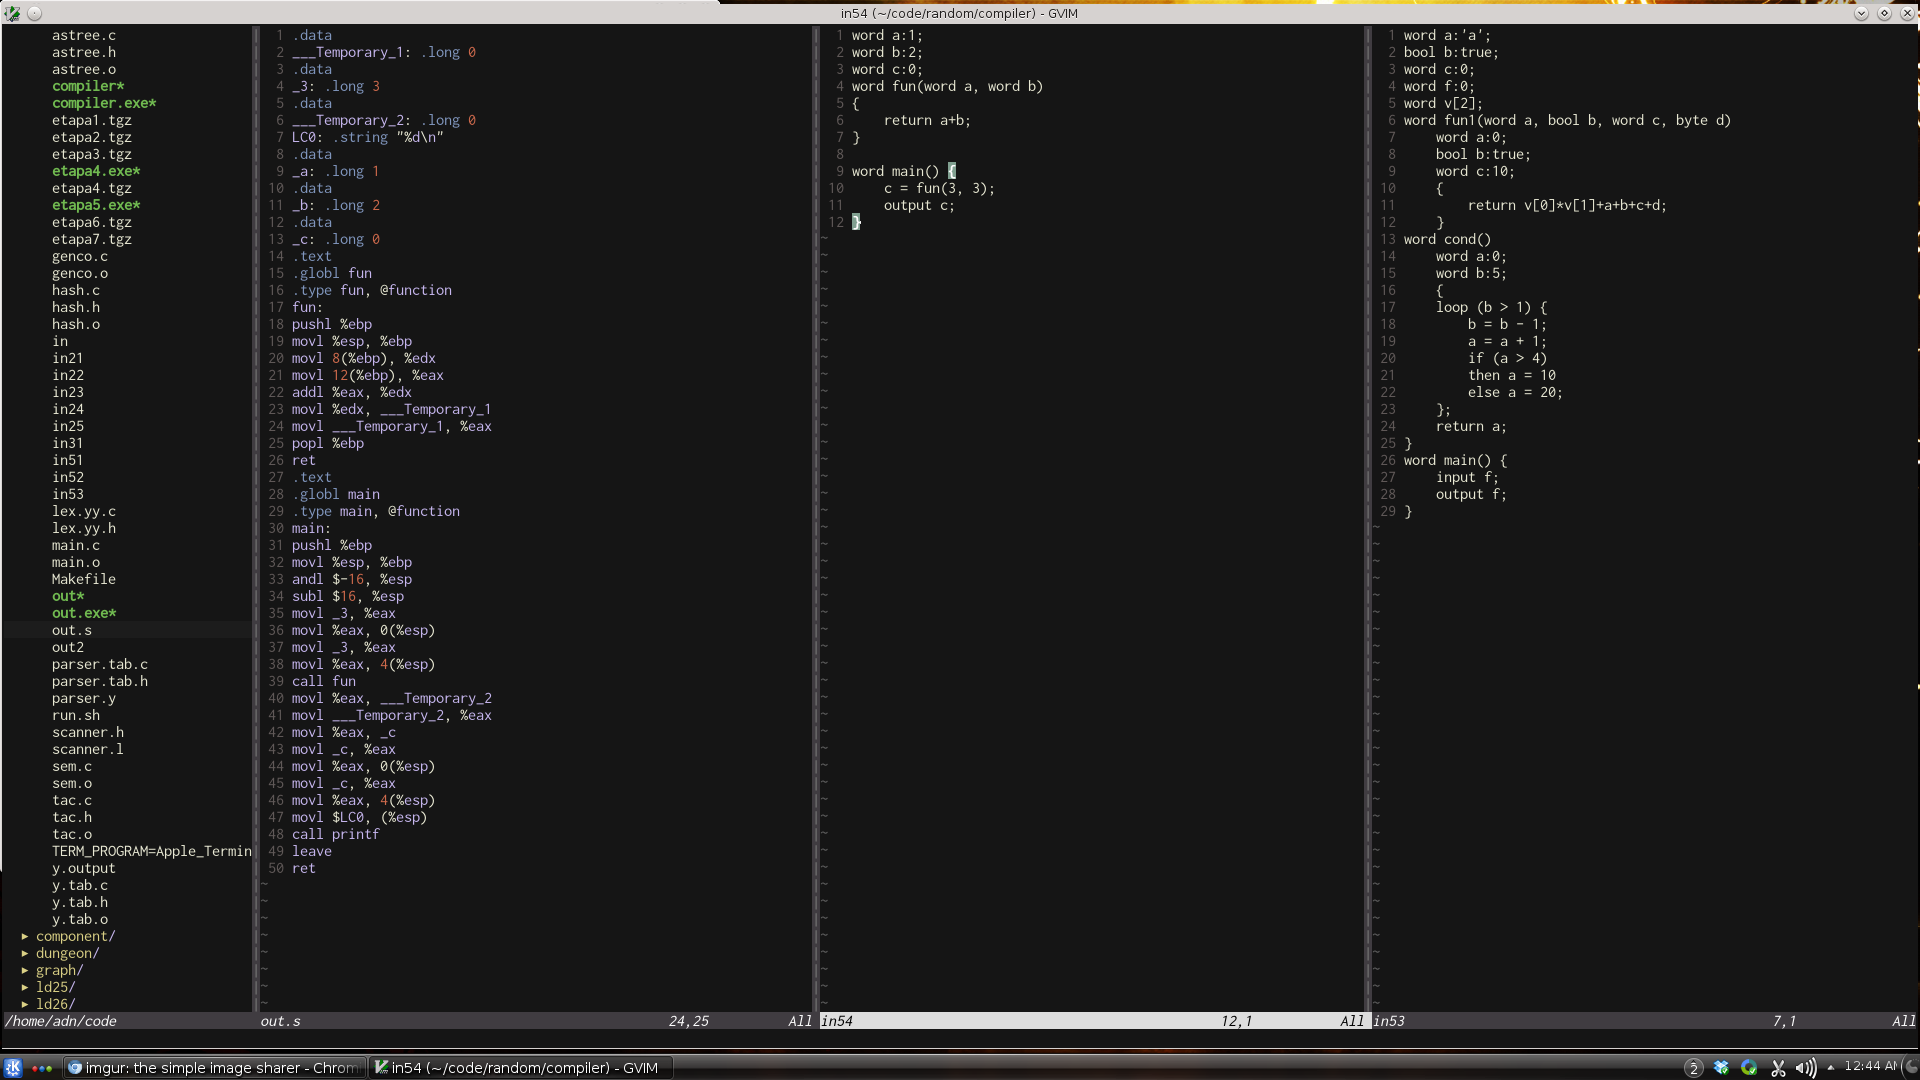 in54 (~/code/random/compiler) - GVIM
astree.c
astree.h
astree.o
compiler*
compiler.exe*
etapa1.tgz
etapa2.tgz
etapa3.tgz
etapa4.exe*
etapa4.tgz
etapa5.exe*
etapa6.tgz
etapa7.tgz
genco.c
genco.o
hash.c
hash.h
hash.o
in
in21
in22
in23
in24
in25
in31
in51
in52
in53
lex.yy.c
lex.yy.h
main.c
main.o
Makefile
out*
out.exe*
out.s
out2
parser.tab.c
parser.tab.h
parser.y
run.sh
scanner.h
scanner.l
sem.c
sem.o
tac.c
tac.h
tac.o
TERM_PROGRAM=Apple_Termin
y.output
y.tab.c
y.tab.h
y.tab.o
▸ component/
▸ dungeon/
▸ graph/
▸ ld25/
▸ ld26/
/home/adn/code
1 .data
2 ___Temporary_1: .long 0
3 .data
4 _3: .long 3
5 .data
6 ___Temporary_2: .long 0
7 LC0: .string "%d\n"
8 .data
9 _a: .long 1
10 .data
11 _b: .long 2
12 .data
13 _c: .long 0
14 .text
15 .globl fun
16 .type fun, @function
17 fun:
18 pushl %ebp
19 movl %esp, %ebp
20 movl 8(%ebp), %edx
21 movl 12(%ebp), %eax
22 addl %eax, %edx
23 movl %edx, ___Temporary_1
24 movl ___Temporary_1, %eax
25 popl %ebp
26 ret
27 .text
28 .globl main
29 .type main, @function
30 main:
31 pushl %ebp
32 movl %esp, %ebp
33 andl $-16, %esp
34 subl $16, %esp
35 movl _3, %eax
36 movl %eax, 0(%esp)
37 movl _3, %eax
38 movl %eax, 4(%esp)
39 call fun
40 movl %eax, ___Temporary_2
41 movl ___Temporary_2, %eax
42 movl %eax, _c
43 movl _c, %eax
44 movl %eax, 0(%esp)
45 movl _c, %eax
46 movl %eax, 4(%esp)
47 movl $LC0, (%esp)
48 call printf
49 leave
50 ret
out.s 24,25 All
1 word a:1;
2 word b:2;
3 word c:0;
4 word fun(word a, word b)
5 {
6 return a+b;
7 }
8
9 word main() {
10 c = fun(3, 3);
11 output c;
12 }
in54 12,1 All
1 word a:'a';
2 bool b:true;
3 word c:0;
4 word f:0;
5 word v[2];
6 word fun1(word a, bool b, word c, byte d)
7 word a:0;
8 bool b:true;
9 word c:10;
10 {
11 return v[0]*v[1]+a+b+c+d;
12 }
13 word cond()
14 word a:0;
15 word b:5;
16 {
17 loop (b > 1) {
18 b = b - 1;
19 a = a + 1;
20 if (a > 4)
21 then a = 10
22 else a = 20;
23 };
24 return a;
25 }
26 word main() {
27 input f;
28 output f;
29 }
in53 7,1 All
imgur: the simple image sharer - Chrom
in54 (~/code/random/compiler) - GVIM
2
12:44 AM